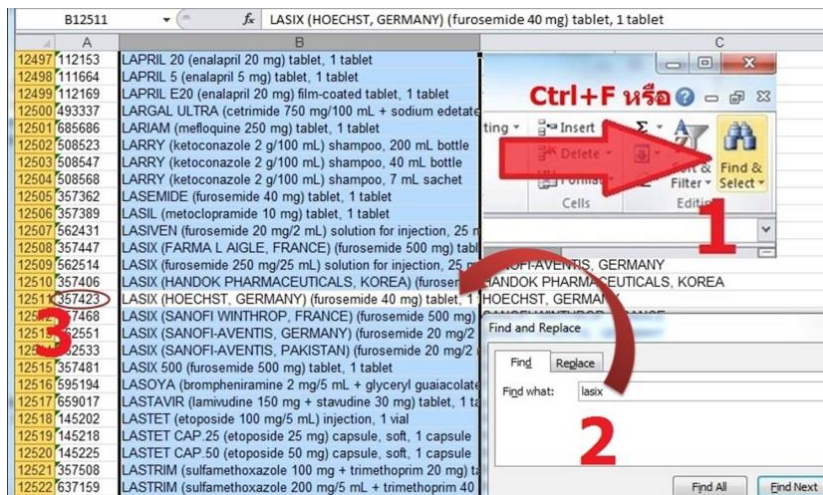 B12511 fx LASIX (HOECHST, GERMANY) (furosemide 40 mg) tablet, 1 tablet
A B C
12497 112153 LAPRIL 20 (enalapril 20 mg) tablet, 1 tablet
12498 111664 LAPRIL 5 (enalapril 5 mg) tablet, 1 tablet
12499 112169 LAPRIL E20 (enalapril 20 mg) film-coated tablet, 1 tablet
12500 493337 LARGAL ULTRA (cetrimide 750 mg/100 mL + sodium edetate
12501 685686 LARIAM (mefloquine 250 mg) tablet, 1 tablet
12502 508523 LARRY (ketoconazole 2 g/100 mL) shampoo, 200 mL bottle
12503 508547 LARRY (ketoconazole 2 g/100 mL) shampoo, 40 mL bottle
12504 508568 LARRY (ketoconazole 2 g/100 mL) shampoo, 7 mL sachet
12505 357362 LASEMIDE (furosemide 40 mg) tablet, 1 tablet
12506 357389 LASIL (metoclopramide 10 mg) tablet, 1 tablet
12507 562431 LASIVEN (furosemide 20 mg/2 mL) solution for injection, 25 m
12508 357447 LASIX (FARMA L AIGLE, FRANCE) (furosemide 500 mg) tabl
12509 562514 LASIX (furosemide 250 mg/25 mL) solution for injection, 25 m SANOFI-AVENTIS, GERMANY
12510 357406 LASIX (HANDOK PHARMACEUTICALS, KOREA) (furosem HANDOK PHARMACEUTICALS, KOREA
12511 357423 LASIX (HOECHST, GERMANY) (furosemide 40 mg) tablet, 1 HOECHST, GERMANY
LASIX (SANOFI WINTHROP, FRANCE) (furosemide 500 mg)
LASIX (SANOFI-AVENTIS, GERMANY) (furosemide 20 mg/2
LASIX (SANOFI-AVENTIS, PAKISTAN) (furosemide 20 mg/2
12515 357481 LASIX 500 (furosemide 500 mg) tablet, 1 tablet
12516 595194 LASOYA (brompheniramine 2 mg/5 mL + glyceryl guaiacolate
12517 659017 LASTAVIR (lamivudine 150 mg + stavudine 30 mg) tablet, 1 ta
12518 145202 LASTET (etoposide 100 mg/5 mL) injection, 1 vial
12519 145218 LASTET CAP.25 (etoposide 25 mg) capsule, soft, 1 capsule
12520 145225 LASTET CAP.50 (etoposide 50 mg) capsule, soft, 1 capsule
12521 357508 LASTRIM (sulfamethoxazole 100 mg + trimethoprim 20 mg) ta
12522 637159 LASTRIM (sulfamethoxazole 200 mg/5 mL + trimethoprim 40
3
Ctrl+F หรือ
Insert
Delete
Format
Cells
Filter
Find &
Select
1
Find and Replace
Find Replace
Find what: lasix
2
Find All Find Next